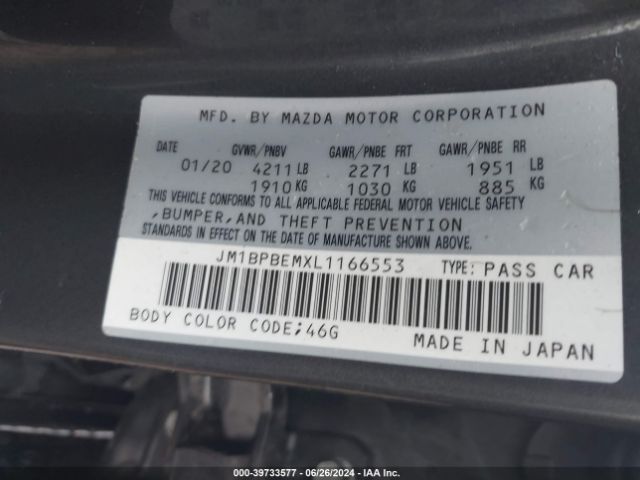 MFD. BY MAZDA MOTOR CORPORATION
DATE GVWR/PNBV GAWR/PNBE FRT GAWR/PNBE RR
01/20 4211 LB 2271 LB 1951 LB
1910 KG 1030 KG 885 KG
THIS VEHICLE CONFORMS TO ALL APPLICABLE FEDERAL MOTOR VEHICLE SAFETY
,BUMPER,AND THEFT PREVENTION
STANDARDS IN EFFECT ON THE DATE OF MANUFACTURE SHOWN ABOVE.
JM1BPBEMXL1166553 TYPE: PASS CAR
BODY COLOR CODE;46G MADE IN JAPAN
000-39733577 - 06/26/2024 - IAA Inc.